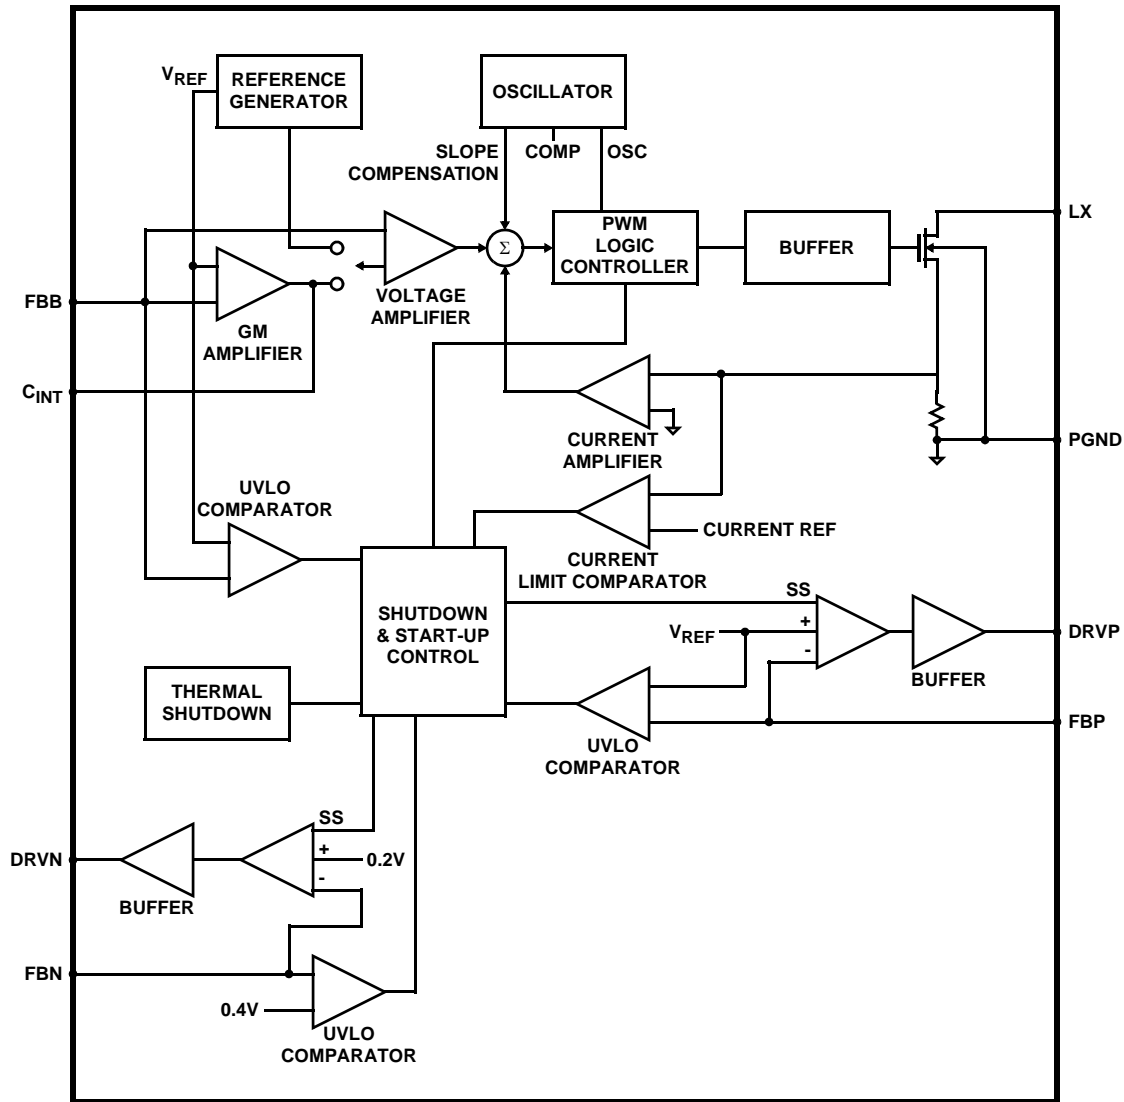 VREF
REFERENCE
GENERATOR
OSCILLATOR
SLOPE
COMPENSATION
COMP
OSC
LX
PWM
LOGIC
CONTROLLER
BUFFER
Σ
FBB
VOLTAGE
AMPLIFIER
GM
AMPLIFIER
CINT
CURRENT
AMPLIFIER
PGND
UVLO
COMPARATOR
CURRENT REF
CURRENT
LIMIT COMPARATOR
SHUTDOWN
& START-UP
CONTROL
SS
VREF
+
-
DRVP
BUFFER
THERMAL
SHUTDOWN
FBP
UVLO
COMPARATOR
SS
+
-
0.2V
DRVN
BUFFER
FBN
0.4V
UVLO
COMPARATOR